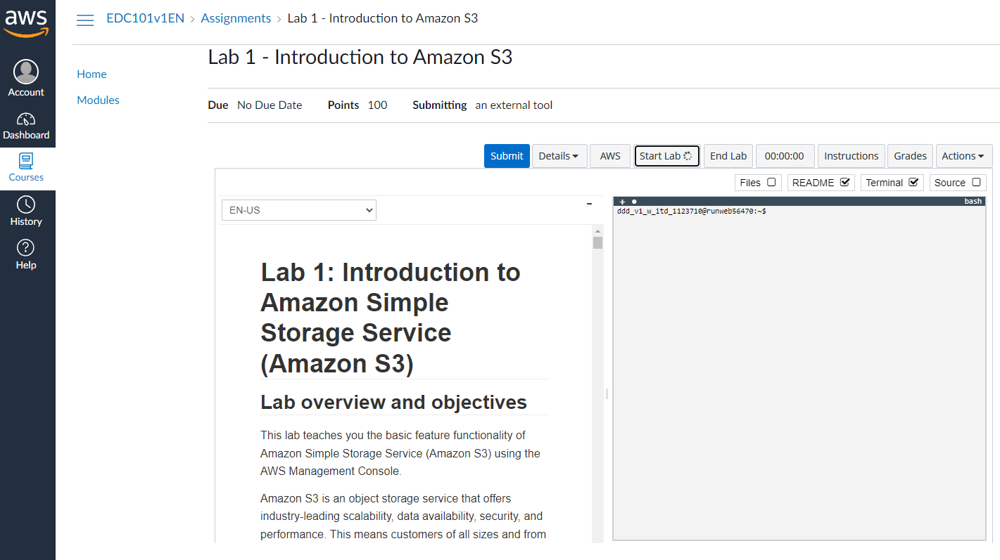 aws
Account
Dashboard
Courses
History
Help
EDC101v1EN > Assignments > Lab 1 - Introduction to Amazon S3
Home
Modules
Lab 1 - Introduction to Amazon S3
Due No Due Date Points 100 Submitting an external tool
Submit Details AWS Start Lab End Lab 00:00:00 Instructions Grades Actions
Files README Terminal Source
EN-US
Lab 1: Introduction to
Amazon Simple
Storage Service
(Amazon S3)
Lab overview and objectives
This lab teaches you the basic feature functionality of
Amazon Simple Storage Service (Amazon S3) using the
AWS Management Console.
Amazon S3 is an object storage service that offers
industry-leading scalability, data availability, security, and
performance. This means customers of all sizes and from
bash
ddd_v1_w_itd_1123710@runweb56470:~$